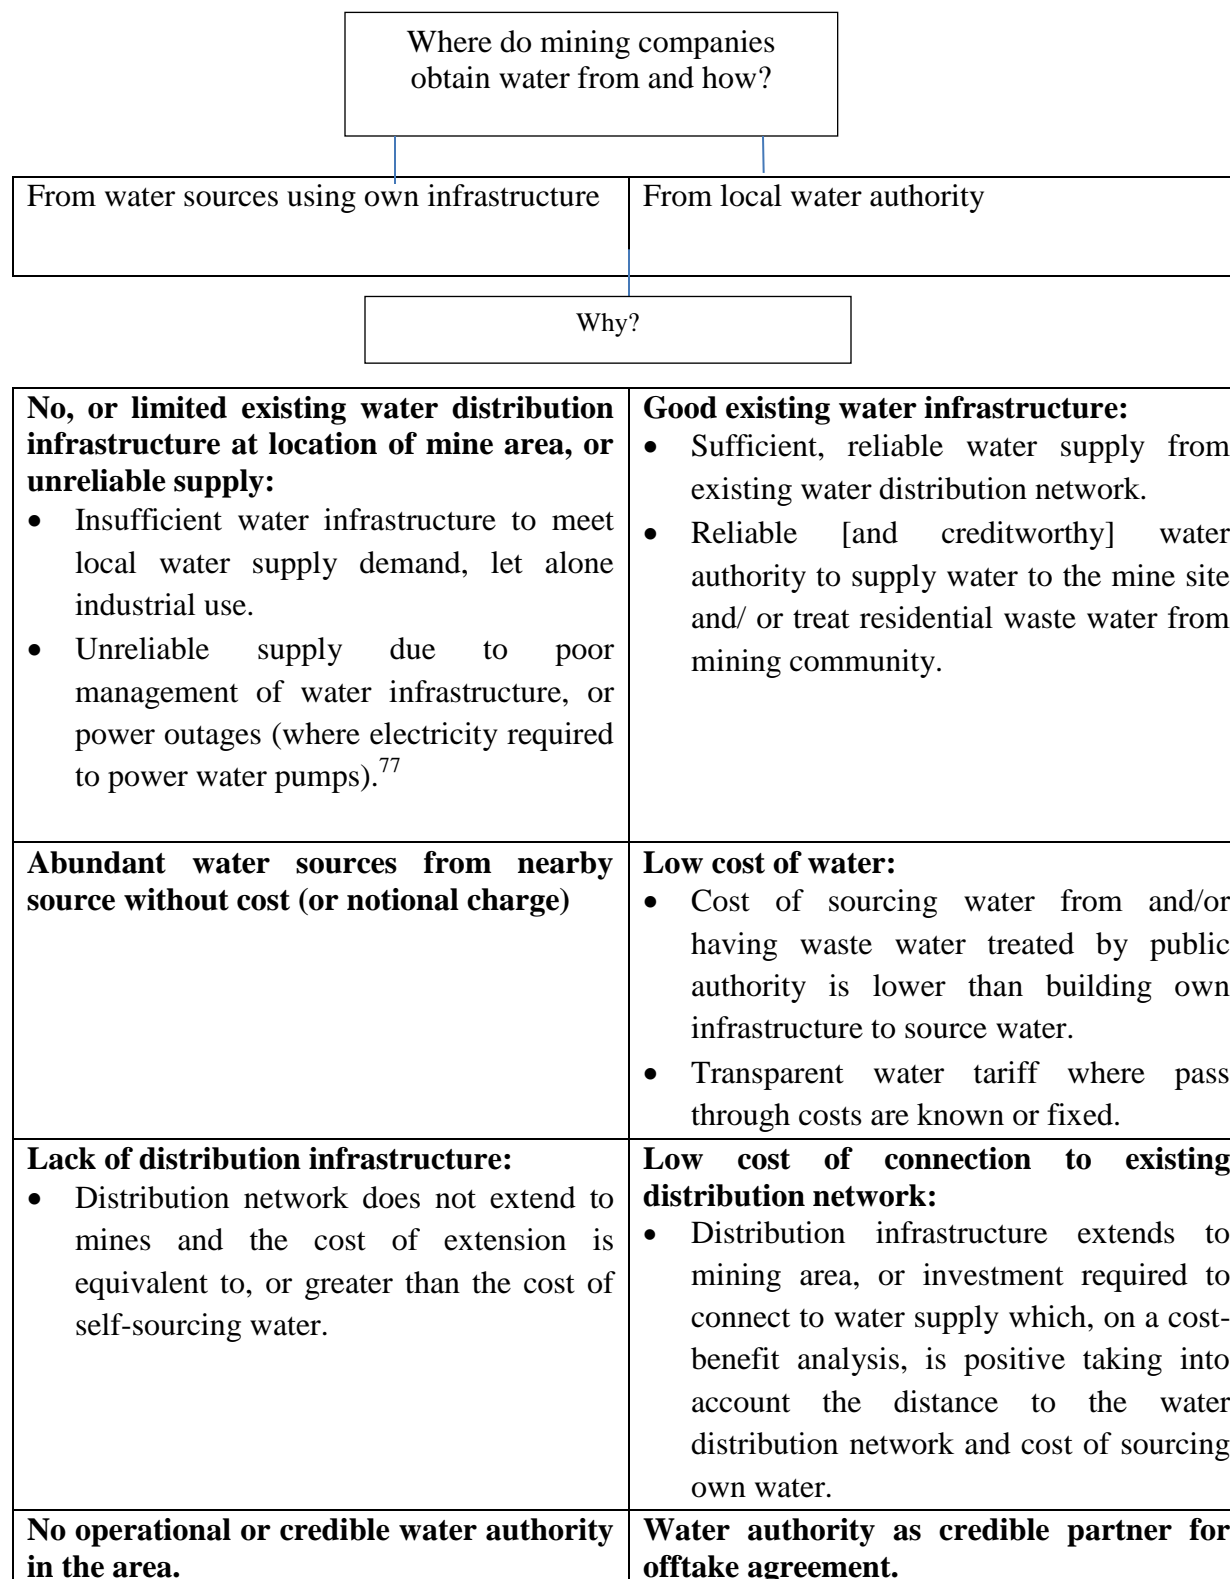 Where do mining companies
obtain water from and how?
From water sources using own infrastructure
From local water authority
Why?
No, or limited existing water distribution
infrastructure at location of mine area, or
unreliable supply:
• Insufficient water infrastructure to meet
local water supply demand, let alone
industrial use.
• Unreliable supply due to poor
management of water infrastructure, or
power outages (where electricity required
to power water pumps).77
Good existing water infrastructure:
• Sufficient, reliable water supply from
existing water distribution network.
• Reliable [and creditworthy] water
authority to supply water to the mine site
and/ or treat residential waste water from
mining community.
Abundant water sources from nearby
source without cost (or notional charge)
Low cost of water:
• Cost of sourcing water from and/or
having waste water treated by public
authority is lower than building own
infrastructure to source water.
• Transparent water tariff where pass
through costs are known or fixed.
Lack of distribution infrastructure:
• Distribution network does not extend to
mines and the cost of extension is
equivalent to, or greater than the cost of
self-sourcing water.
Low cost of connection to existing
distribution network:
• Distribution infrastructure extends to
mining area, or investment required to
connect to water supply which, on a cost-
benefit analysis, is positive taking into
account the distance to the water
distribution network and cost of sourcing
own water.
No operational or credible water authority
in the area.
Water authority as credible partner for
offtake agreement.